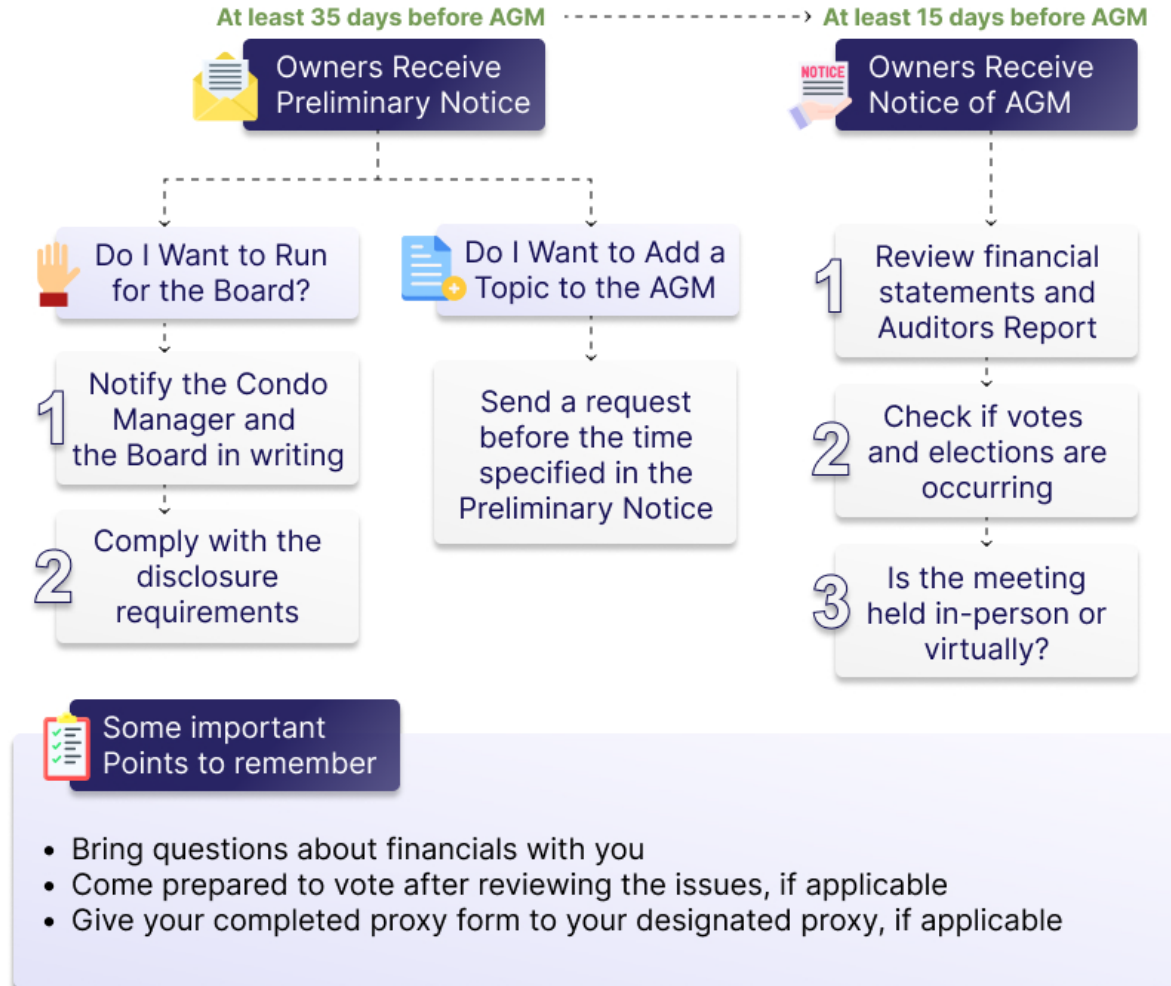 At least 35 days before AGM
At least 15 days before AGM
Owners Receive
Preliminary Notice
NOTICE
Owners Receive
Notice of AGM
Do I Want to Run
for the Board?
Do I Want to Add a
Topic to the AGM
1
Notify the Condo
Manager and
the Board in writing
2
Comply with the
disclosure
requirements
Send a request
before the time
specified in the
Preliminary Notice
1
Review financial
statements and
Auditors Report
2
Check if votes
and elections are
occurring
3
Is the meeting
held in-person or
virtually?
Some important
Points to remember
• Bring questions about financials with you
• Come prepared to vote after reviewing the issues, if applicable
• Give your completed proxy form to your designated proxy, if applicable